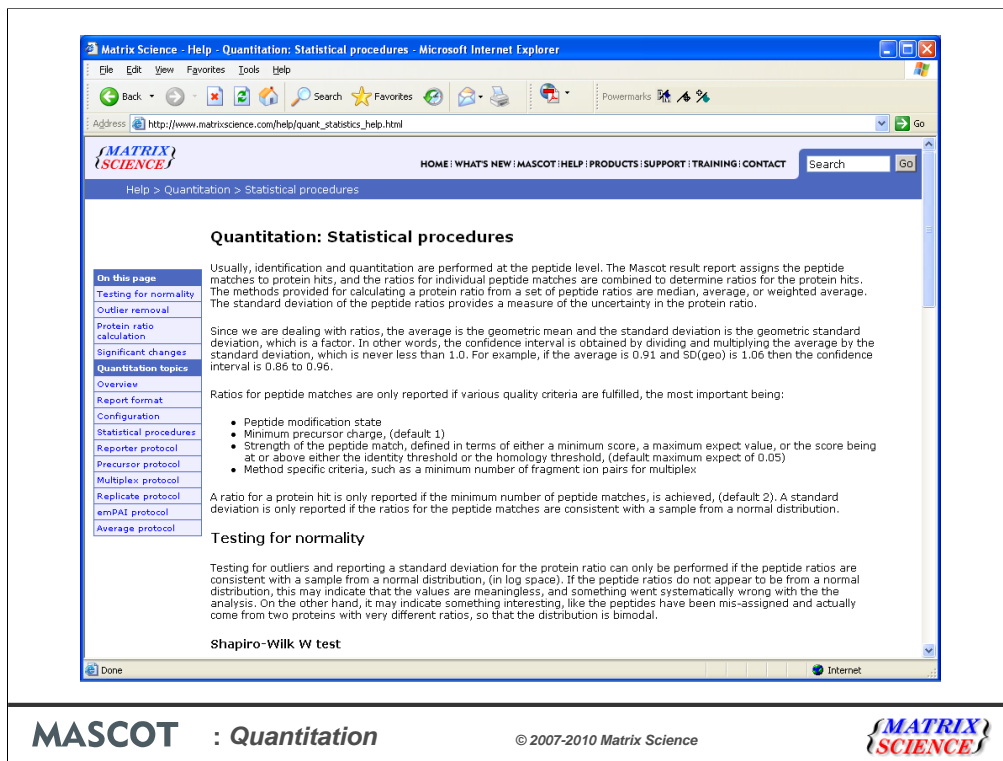 Matrix Science - Help - Quantitation: Statistical procedures - Microsoft Internet Explorer
File Edit View Favorites Tools Help
Back Search Favorites Powermarks
Address http://www.matrixscience.com/help/quant_statistics_help.html Go
{MATRIX}
{SCIENCE}
HOME WHAT'S NEW MASCOT HELP PRODUCTS SUPPORT TRAINING CONTACT Search Go
Help > Quantitation > Statistical procedures
On this page
Testing for normality
Outlier removal
Protein ratio
calculation
Significant changes
Quantitation topics
Overview
Report format
Configuration
Statistical procedures
Reporter protocol
Precursor protocol
Multiplex protocol
Replicate protocol
emPAI protocol
Average protocol
Quantitation: Statistical procedures
Usually, identification and quantitation are performed at the peptide level. The Mascot result report assigns the peptide
matches to protein hits, and the ratios for individual peptide matches are combined to determine ratios for the protein hits.
The methods provided for calculating a protein ratio from a set of peptide ratios are median, average, or weighted average.
The standard deviation of the peptide ratios provides a measure of the uncertainty in the protein ratio.
Since we are dealing with ratios, the average is the geometric mean and the standard deviation is the geometric standard
deviation, which is a factor. In other words, the confidence interval is obtained by dividing and multiplying the average by the
standard deviation, which is never less than 1.0. For example, if the average is 0.91 and SD(geo) is 1.06 then the confidence
interval is 0.86 to 0.96.
Ratios for peptide matches are only reported if various quality criteria are fulfilled, the most important being:
• Peptide modification state
• Minimum precursor charge, (default 1)
• Strength of the peptide match, defined in terms of either a minimum score, a maximum expect value, or the score being
at or above either the identity threshold or the homology threshold, (default maximum expect of 0.05)
• Method specific criteria, such as a minimum number of fragment ion pairs for multiplex
A ratio for a protein hit is only reported if the minimum number of peptide matches, is achieved, (default 2). A standard
deviation is only reported if the ratios for the peptide matches are consistent with a sample from a normal distribution.
Testing for normality
Testing for outliers and reporting a standard deviation for the protein ratio can only be performed if the peptide ratios are
consistent with a sample from a normal distribution, (in log space). If the peptide ratios do not appear to be from a normal
distribution, this may indicate that the values are meaningless, and something went systematically wrong with the the
analysis. On the other hand, it may indicate something interesting, like the peptides have been mis-assigned and actually
come from two proteins with very different ratios, so that the distribution is bimodal.
Shapiro-Wilk W test
Done Internet
MASCOT : Quantitation © 2007-2010 Matrix Science
{MATRIX}
{SCIENCE}